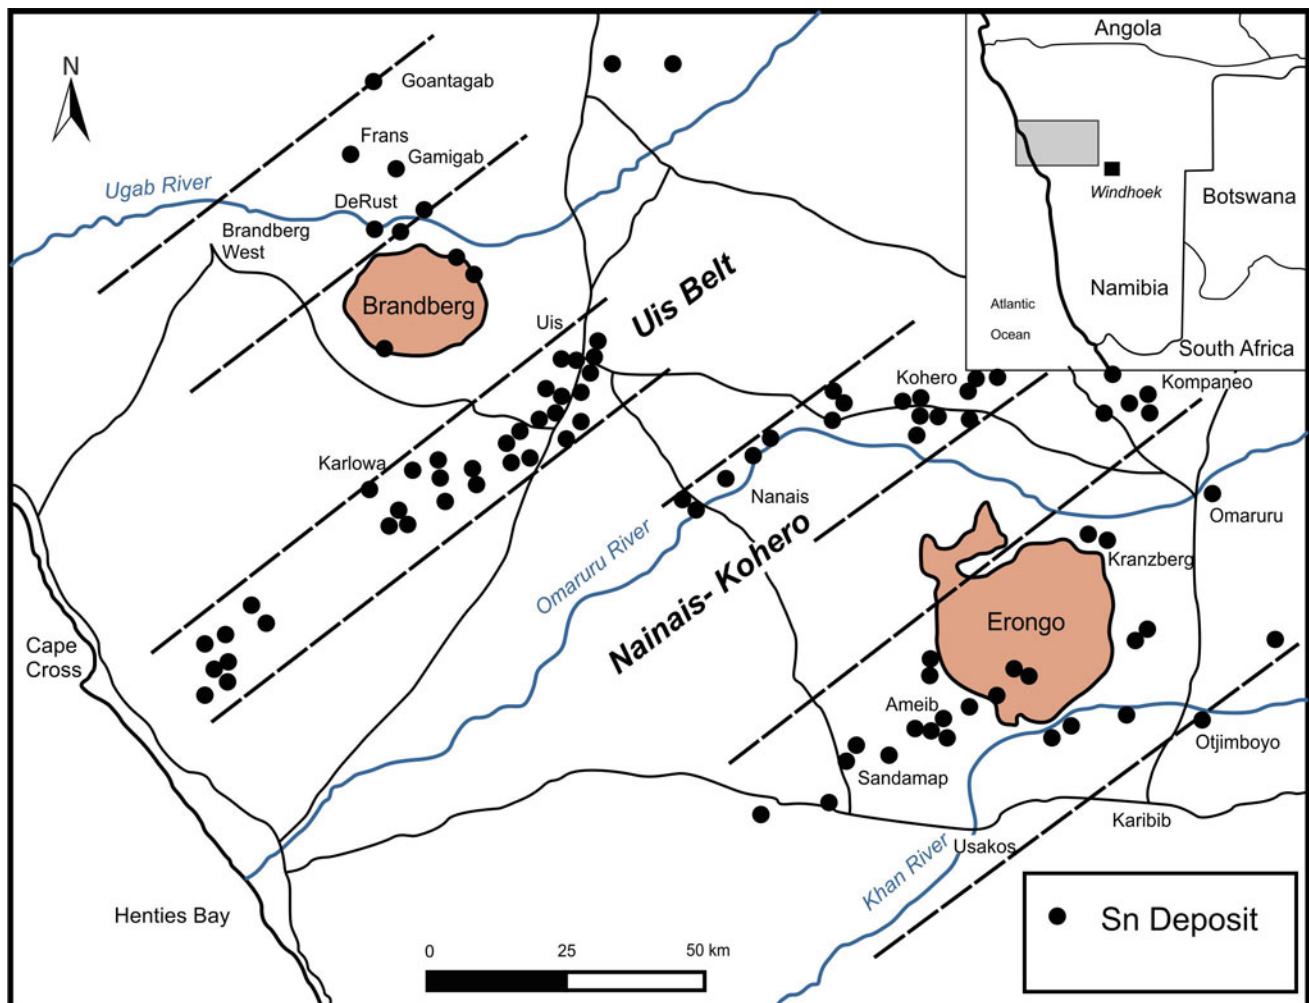 N
Goantagab
Frans
Gamigab
Ugab River
DeRust
Brandberg
West
Brandberg
Uis
Uis Belt
Karlowa
Cape
Cross
Henties Bay
Omaruru River
Nanais
Nainais- Kohero
Kohero
Kompaneo
Omaruru
Kranzberg
Erongo
Ameib
Sandamap
Otjimboyo
Karibib
Usakos
Khan River
Angola
Windhoek
Botswana
Namibia
Atlantic
Ocean
South Africa
0 25 50 km
Sn Deposit